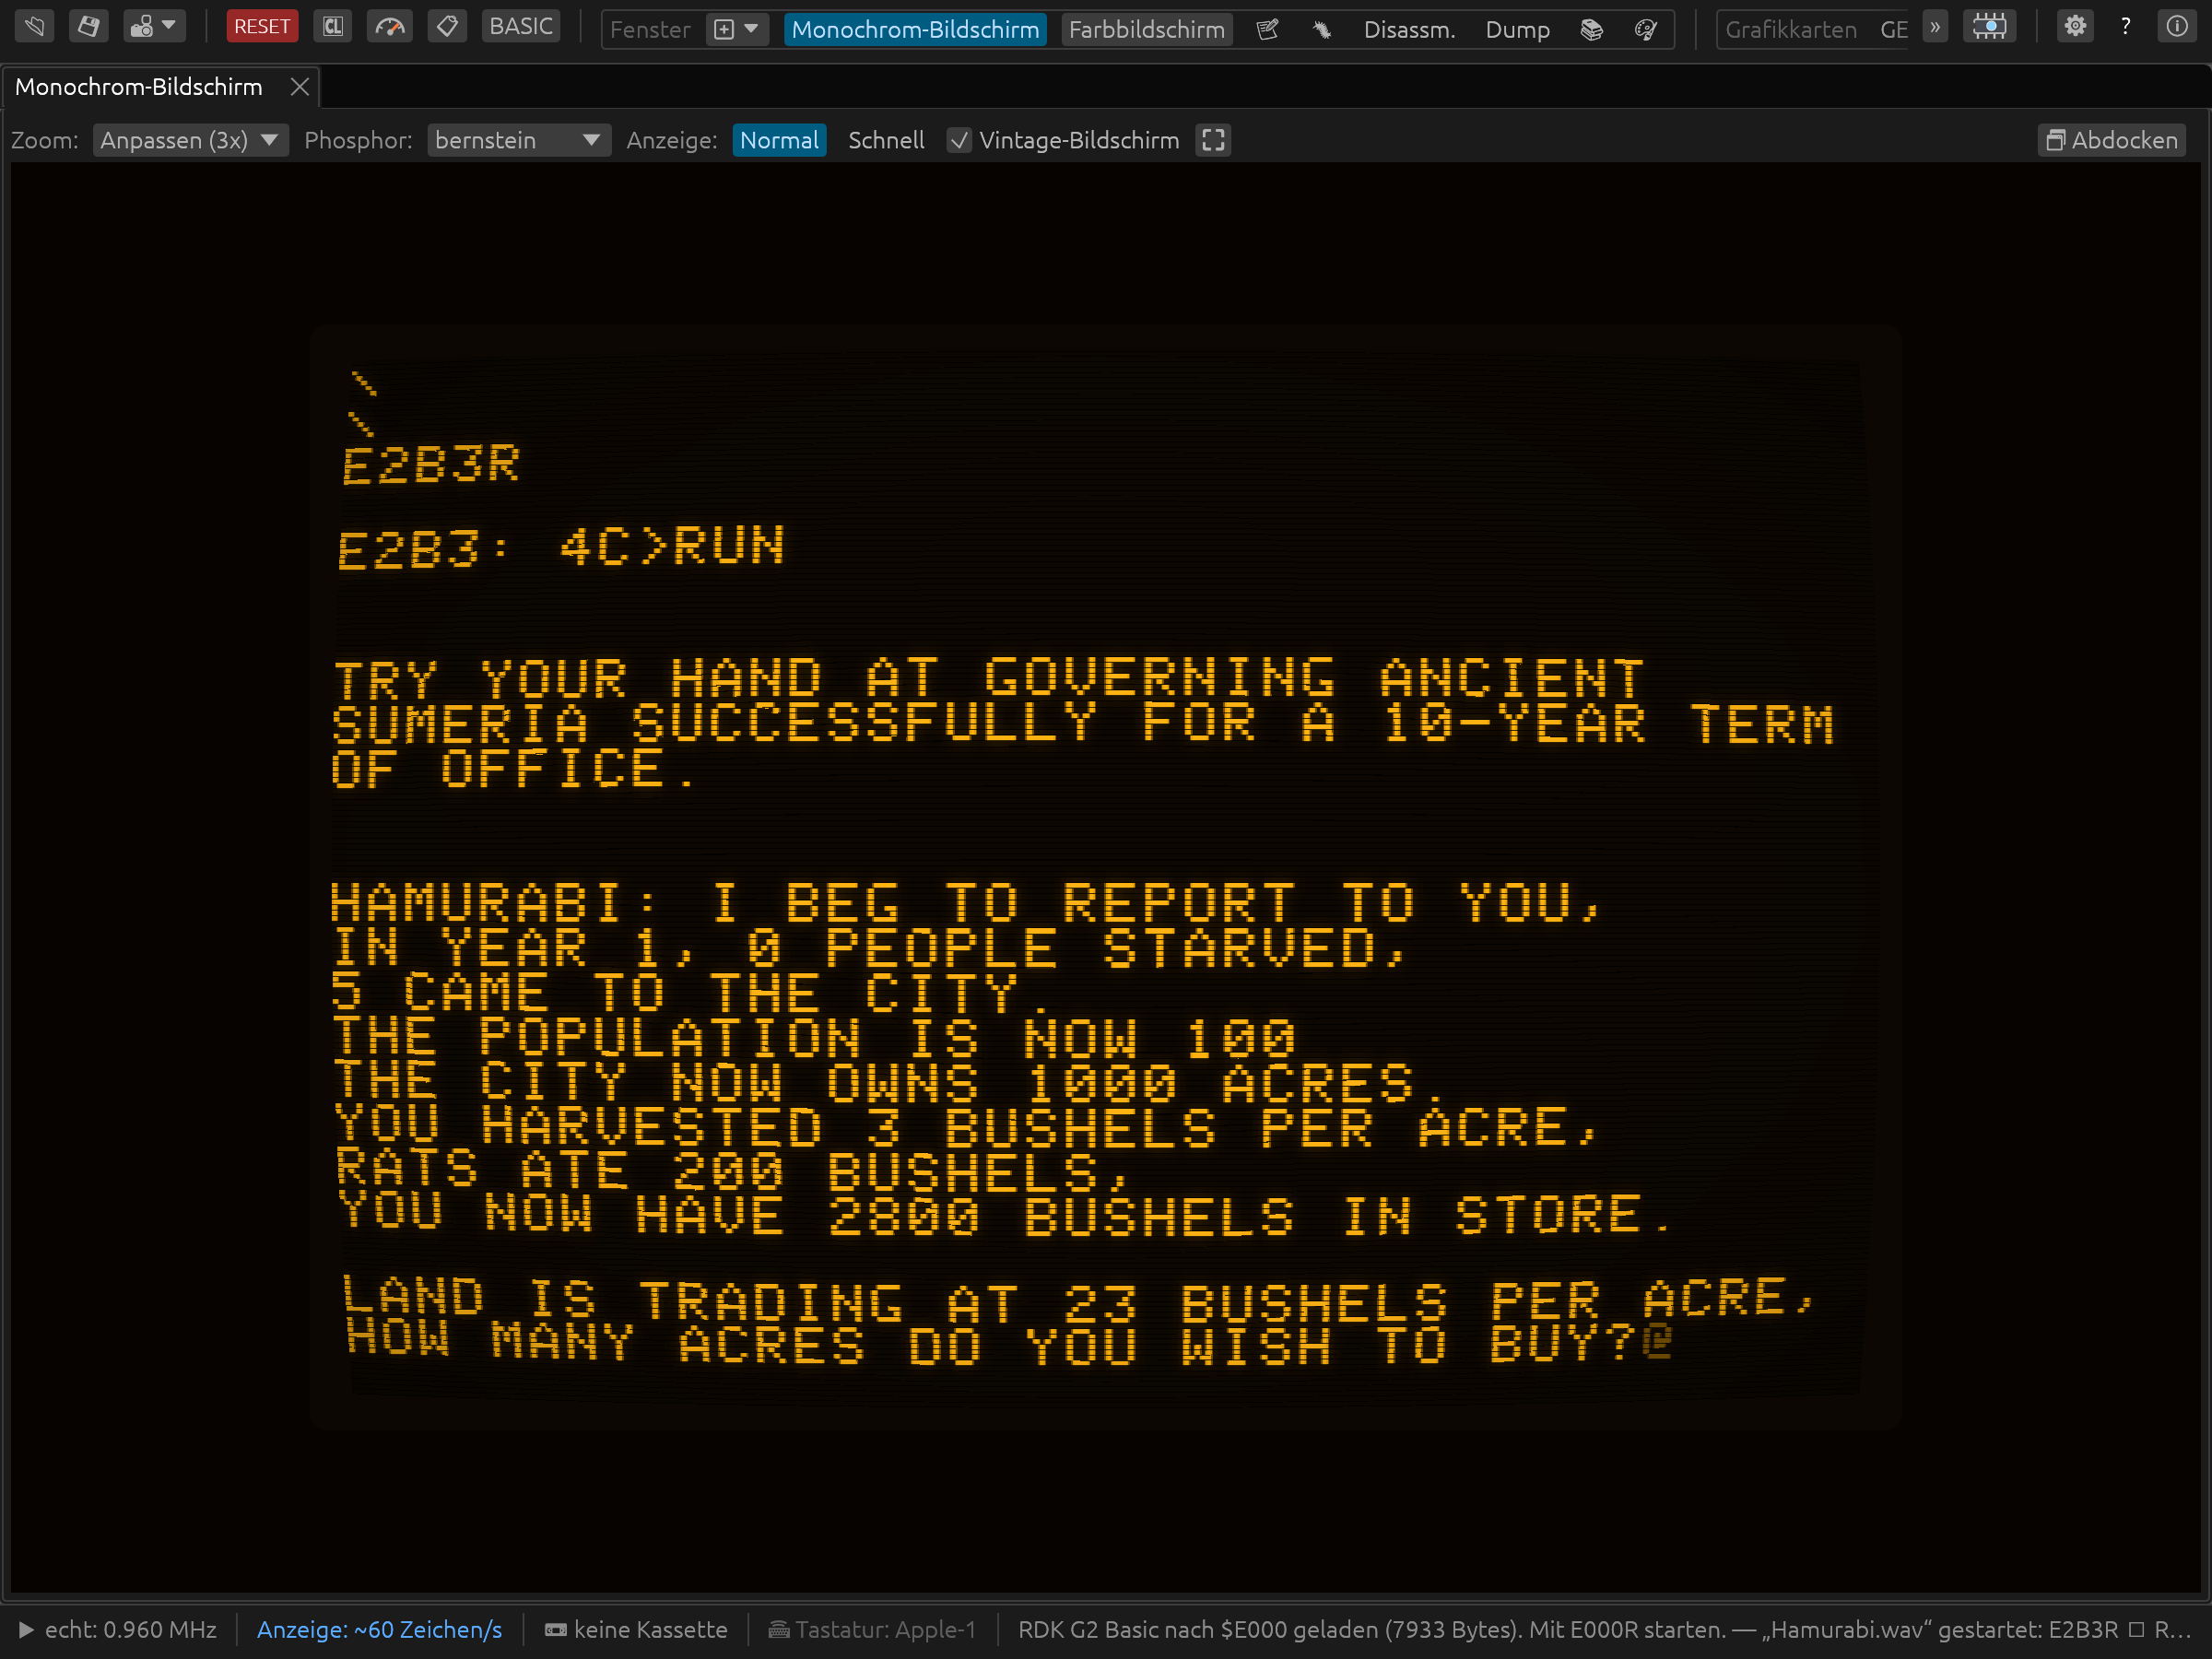 RESET CL BASIC Fenster Monochrom-Bildschirm Farbbildschirm Disassm. Dump Grafikkarten GE » ?
Monochrom-Bildschirm
Zoom: Anpassen (3x) Phosphor: bernstein Anzeige: Normal Schnell Vintage-Bildschirm Abdocken
\
\
E2B3R
E2B3: 4C>RUN
TRY YOUR HAND AT GOVERNING ANCIENT
SUMERIA SUCCESSFULLY FOR A 10-YEAR TERM
OF OFFICE.
HAMURABI: I BEG TO REPORT TO YOU,
IN YEAR 1, 0 PEOPLE STARVED,
5 CAME TO THE CITY.
THE POPULATION IS NOW 100
THE CITY NOW OWNS 1000 ACRES.
YOU HARVESTED 3 BUSHELS PER ACRE,
RATS ATE 200 BUSHELS,
YOU NOW HAVE 2800 BUSHELS IN STORE.
LAND IS TRADING AT 23 BUSHELS PER ACRE,
HOW MANY ACRES DO YOU WISH TO BUY?@
echt: 0.960 MHz Anzeige: ~60 Zeichen/s keine Kassette Tastatur: Apple-1 RDK G2 Basic nach $E000 geladen (7933 Bytes). Mit E000R starten. — „Hamurabi.wav“ gestartet: E2B3R □ R...